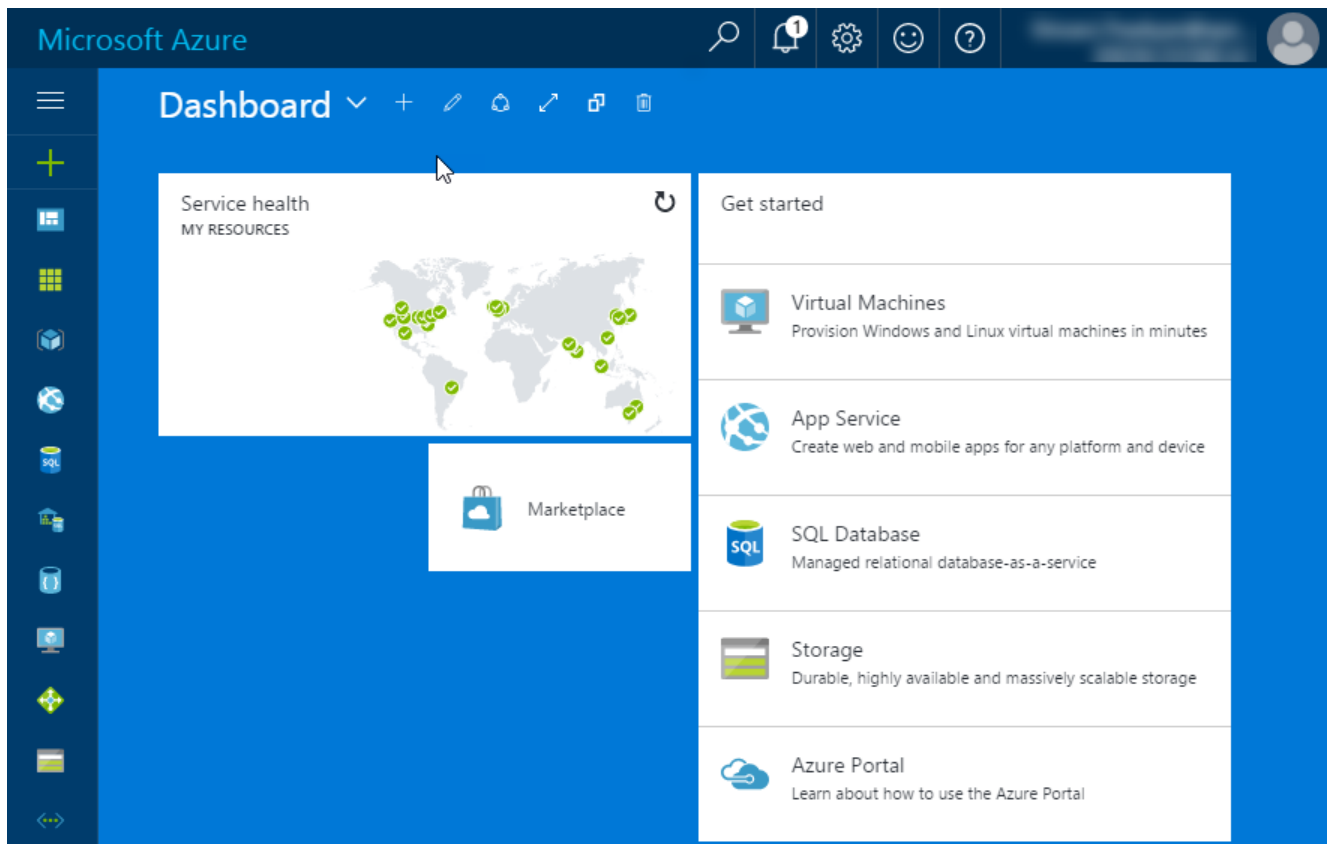 Microsoft Azure
1
Dashboard
Service health
MY RESOURCES
Marketplace
Get started
Virtual Machines
Provision Windows and Linux virtual machines in minutes
App Service
Create web and mobile apps for any platform and device
SQL
SQL Database
Managed relational database-as-a-service
Storage
Durable, highly available and massively scalable storage
Azure Portal
Learn about how to use the Azure Portal
SQL